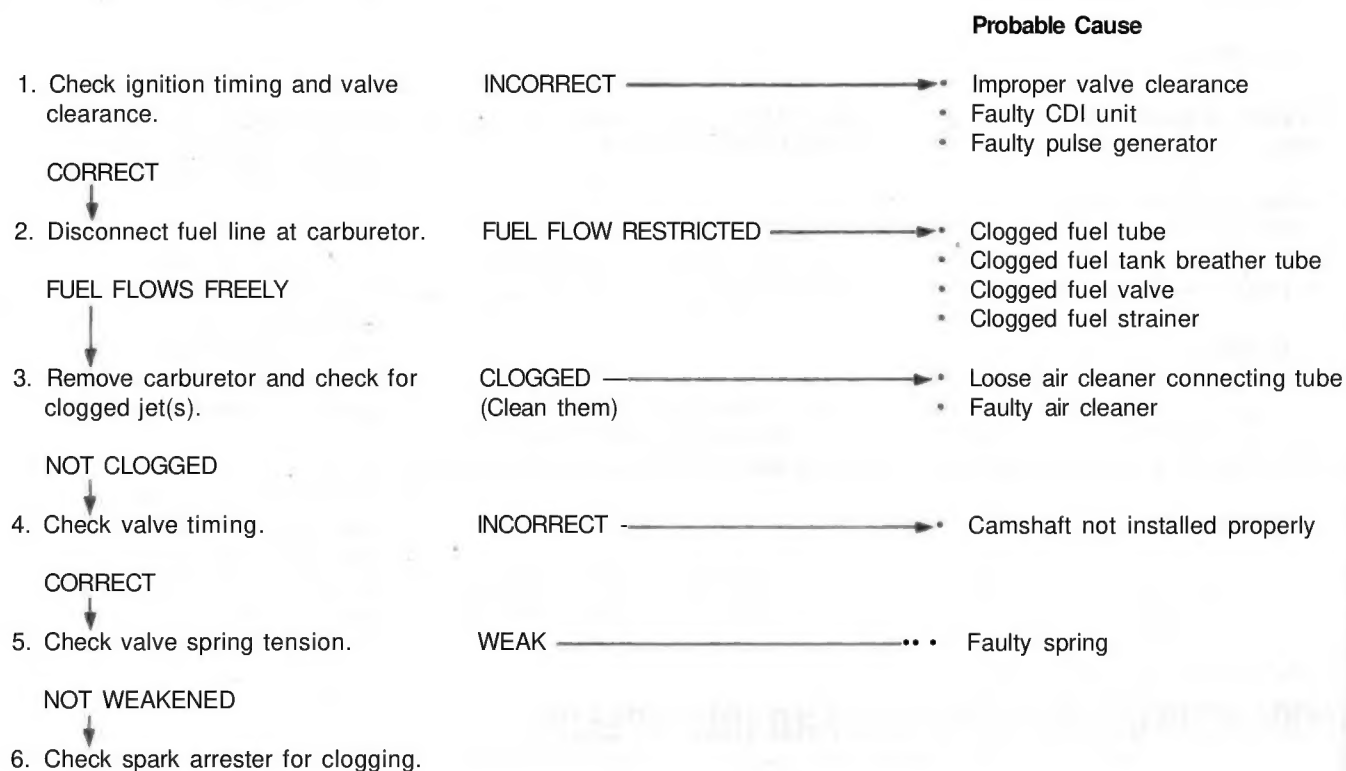 Probable Cause
1. Check ignition timing and valve clearance.
INCORRECT
• Improper valve clearance
• Faulty CDI unit
• Faulty pulse generator
CORRECT
2. Disconnect fuel line at carburetor.
FUEL FLOW RESTRICTED
• Clogged fuel tube
• Clogged fuel tank breather tube
• Clogged fuel valve
• Clogged fuel strainer
FUEL FLOWS FREELY
3. Remove carburetor and check for clogged jet(s).
CLOGGED
(Clean them)
• Loose air cleaner connecting tube
• Faulty air cleaner
NOT CLOGGED
4. Check valve timing.
INCORRECT
• Camshaft not installed properly
CORRECT
5. Check valve spring tension.
WEAK
• Faulty spring
NOT WEAKENED
6. Check spark arrester for clogging.